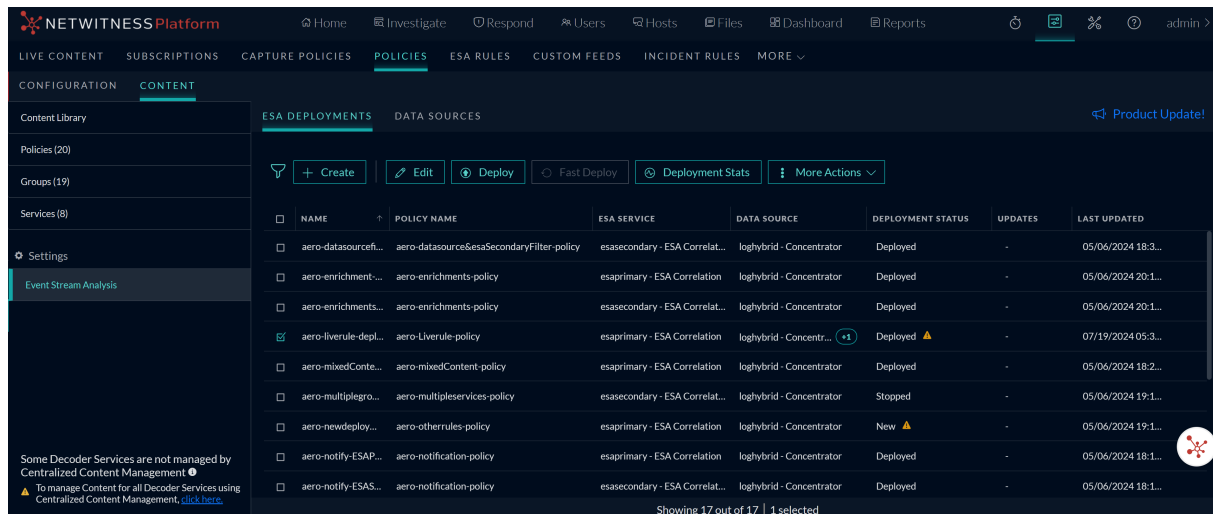 NETWITNESS Platform Home Investigate Respond Users Hosts Files Dashboard Reports admin >
LIVE CONTENT SUBSCRIPTIONS CAPTURE POLICIES POLICIES ESA RULES CUSTOM FEEDS INCIDENT RULES MORE
CONFIGURATION CONTENT
Content Library
Policies (20)
Groups (19)
Services (8)
Settings
Event Stream Analysis
Some Decoder Services are not managed by
Centralized Content Management
To manage Content for all Decoder Services using
Centralized Content Management, click here.
ESA DEPLOYMENTS DATA SOURCES Product Update!
+ Create Edit Deploy Fast Deploy Deployment Stats More Actions
NAME ↑ POLICY NAME ESA SERVICE DATA SOURCE DEPLOYMENT STATUS UPDATES LAST UPDATED
aero-datasourcefi... aero-datasource&esaSecondaryFilter-policy esasecondary - ESA Correlat... loghybrid - Concentrator Deployed - 05/06/2024 18:3...
aero-enrichment-... aero-enrichments-policy esaprimary - ESA Correlation loghybrid - Concentrator Deployed - 05/06/2024 20:1...
aero-enrichments... aero-enrichments-policy esasecondary - ESA Correlat... loghybrid - Concentrator Deployed - 05/06/2024 20:1...
aero-liverule-depl... aero-Liverule-policy esaprimary - ESA Correlation loghybrid - Concentr... +1 Deployed - 07/19/2024 05:3...
aero-mixedConte... aero-mixedContent-policy esaprimary - ESA Correlation loghybrid - Concentrator Deployed - 05/06/2024 18:2...
aero-multiplegro... aero-multipleservices-policy esasecondary - ESA Correlat... loghybrid - Concentrator Stopped - 05/06/2024 19:1...
aero-newdeploy... aero-otherrules-policy esaprimary - ESA Correlation loghybrid - Concentrator New - 05/06/2024 19:1...
aero-notify-ESAP... aero-notification-policy esaprimary - ESA Correlation loghybrid - Concentrator Deployed - 05/06/2024 18:1...
aero-notify-ESAS... aero-notification-policy esasecondary - ESA Correlat... loghybrid - Concentrator Deployed - 05/06/2024 18:1...
Showing 17 out of 17 | 1 selected